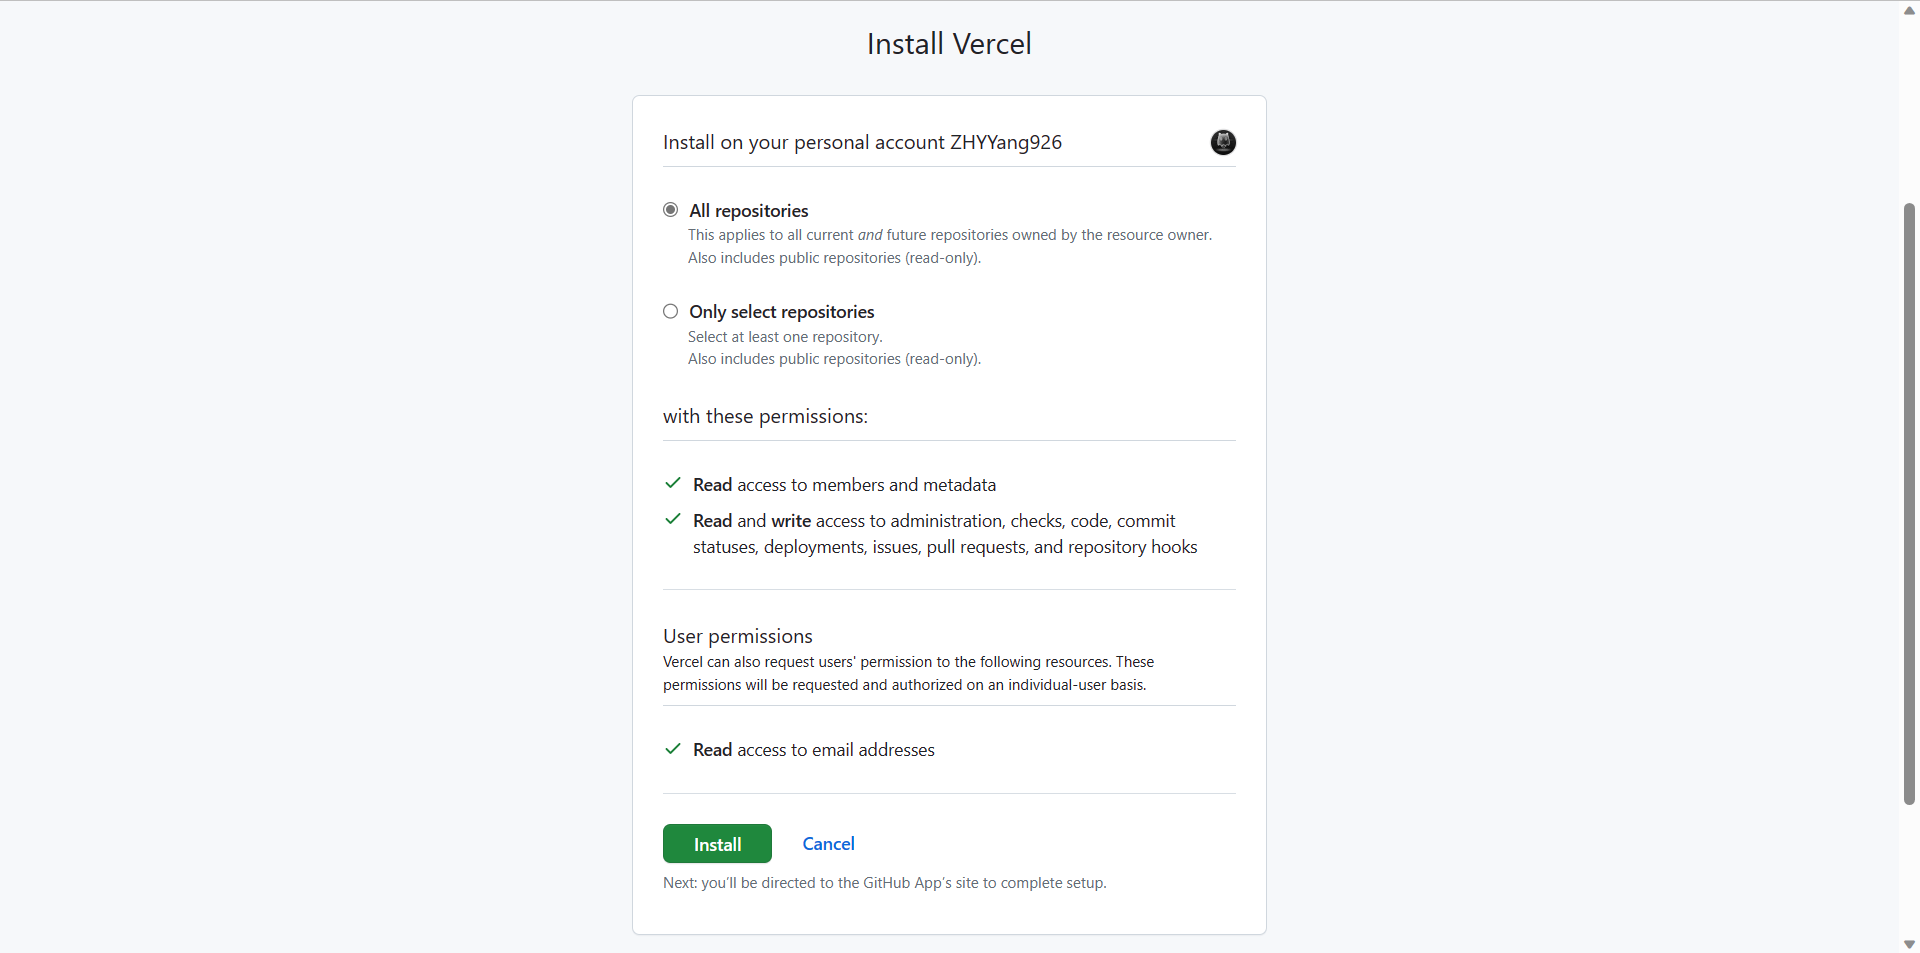 Install Vercel
Install on your personal account ZHYYang926
All repositories
This applies to all current and future repositories owned by the resource owner.
Also includes public repositories (read-only).
Only select repositories
Select at least one repository.
Also includes public repositories (read-only).
with these permissions:
Read access to members and metadata
Read and write access to administration, checks, code, commit
statuses, deployments, issues, pull requests, and repository hooks
User permissions
Vercel can also request users' permission to the following resources. These
permissions will be requested and authorized on an individual-user basis.
Read access to email addresses
Install Cancel
Next: you’ll be directed to the GitHub App’s site to complete setup.